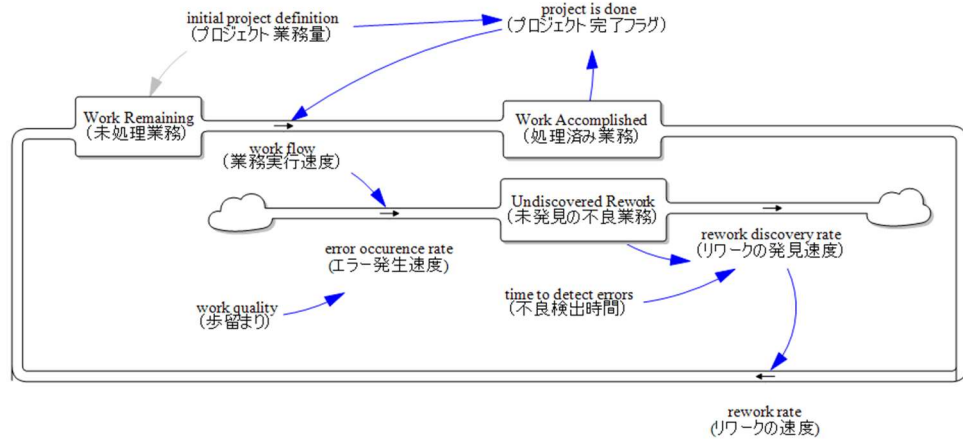 initial project definition
(プロジェクト業務量)
project is done
(プロジェクト完了フラグ)
Work Remaining
(未処理業務)
Work Accomplished
(処理済み業務)
work flow
(業務実行速度)
Undiscovered Rework
(未発見の不良業務)
error occurence rate
(エラー発生速度)
rework discovery rate
(リワークの発見速度)
work quality
(歩留まり)
time to detect errors
(不良検出時間)
rework rate
(リワークの速度)